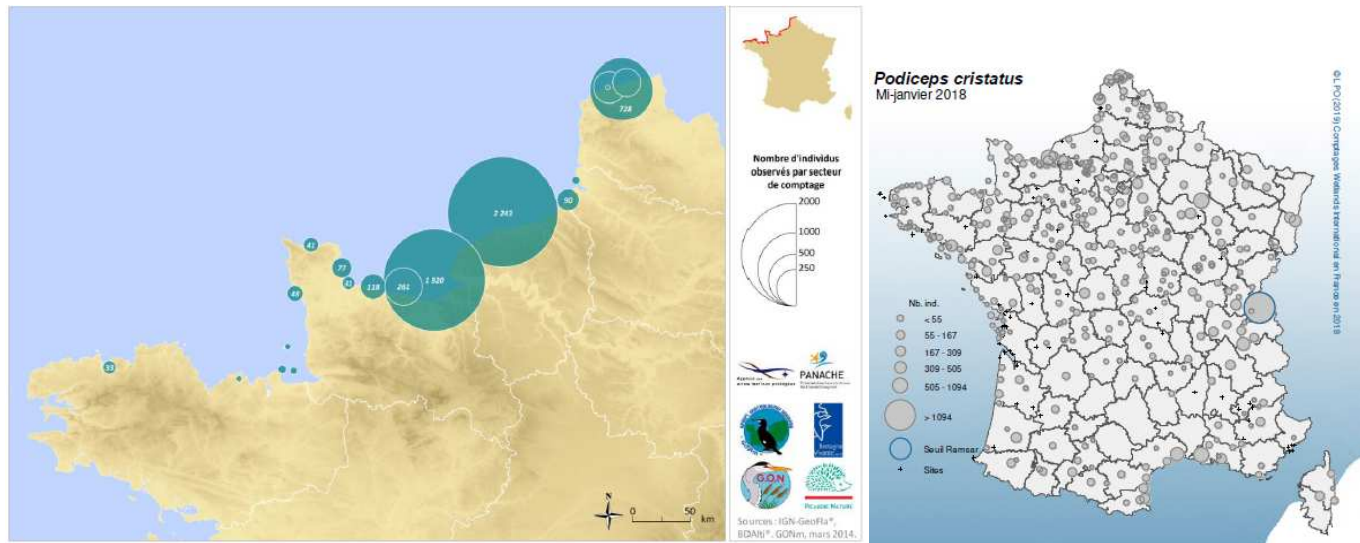 728
2 243
90
41
77
41
118
261
1 520
48
33
N
0 50
km
Nombre d'individus
observés par secteur
de comptage
2000
1000
500
250
PANACHE
G.O.N
PICARDIE NATURE
Sources : IGN-GeoFla®,
BDAlti®, GONm, mars 2014.
Podiceps cristatus
Mi-janvier 2018
Nb. ind.
< 55
55 - 167
167 - 309
309 - 505
505 - 1094
> 1094
Seuil Ramsar
Sites
©LPO (2019) Comptages Wetlands International en France en 2018